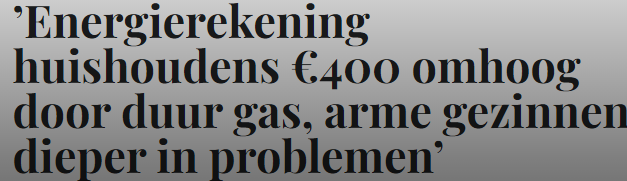 ’Energierekening
huishoudens €400 omhoog
door duur gas, arme gezinnen
dieper in problemen’